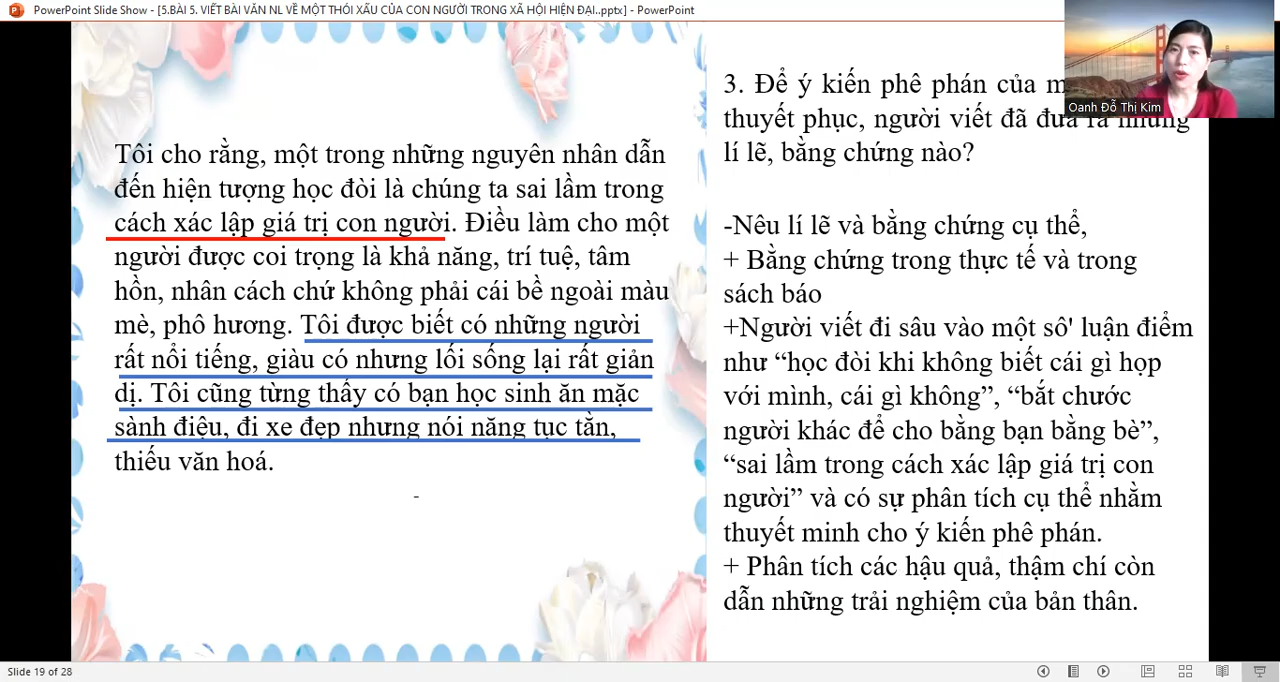 PowerPoint Slide Show - [5.BÀI 5. VIẾT BÀI VĂN NL VỀ MỘT THÓI XẤU CỦA CON NGƯỜI TRONG XÃ HỘI HIỆN ĐẠI..pptx] - PowerPoint
Tôi cho rằng, một trong những nguyên nhân dẫn
đến hiện tượng học đòi là chúng ta sai lầm trong
cách xác lập giá trị con người. Điều làm cho một
người được coi trọng là khả năng, trí tuệ, tâm
hồn, nhân cách chứ không phải cái bề ngoài màu
mè, phô hương. Tôi được biết có những người
rất nổi tiếng, giàu có nhưng lối sống lại rất giản
dị. Tôi cũng từng thấy có bạn học sinh ăn mặc
sành điệu, đi xe đẹp nhưng nói năng tục tằn,
thiếu văn hoá.
3. Để ý kiến phê phán của
thuyết phục, người viết đã đưa ra những
lí lẽ, bằng chứng nào?
-Nêu lí lẽ và bằng chứng cụ thể,
+ Bằng chứng trong thực tế và trong
sách báo
+Người viết đi sâu vào một sô' luận điểm
như “học đòi khi không biết cái gì họp
với mình, cái gì không”, “bắt chước
người khác để cho bằng bạn bằng bè”,
“sai lầm trong cách xác lập giá trị con
người” và có sự phân tích cụ thể nhằm
thuyết minh cho ý kiến phê phán.
+ Phân tích các hậu quả, thậm chí còn
dẫn những trải nghiệm của bản thân.
Oanh Đỗ Thị Kim
Slide 19 of 28